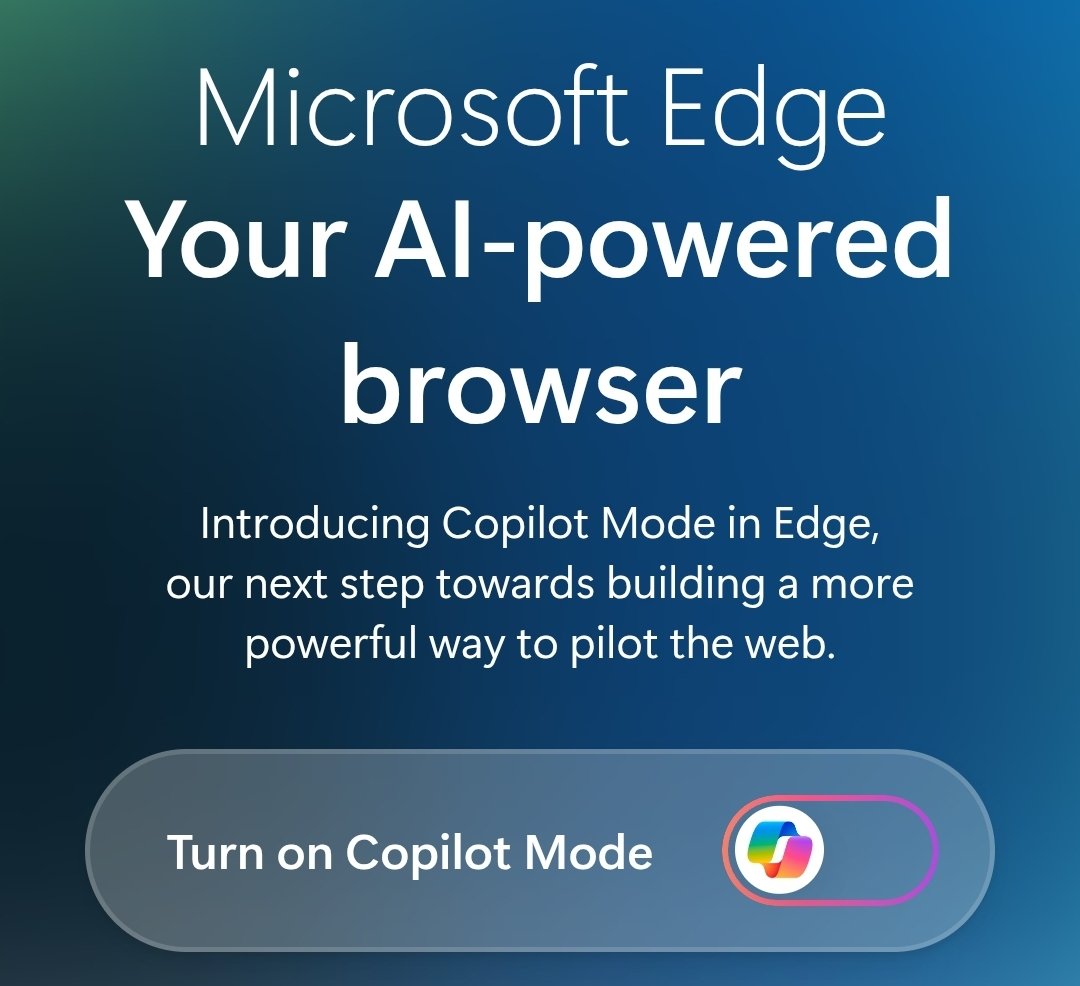 Microsoft Edge
Your AI-powered
browser
Introducing Copilot Mode in Edge,
our next step towards building a more
powerful way to pilot the web.
Turn on Copilot Mode